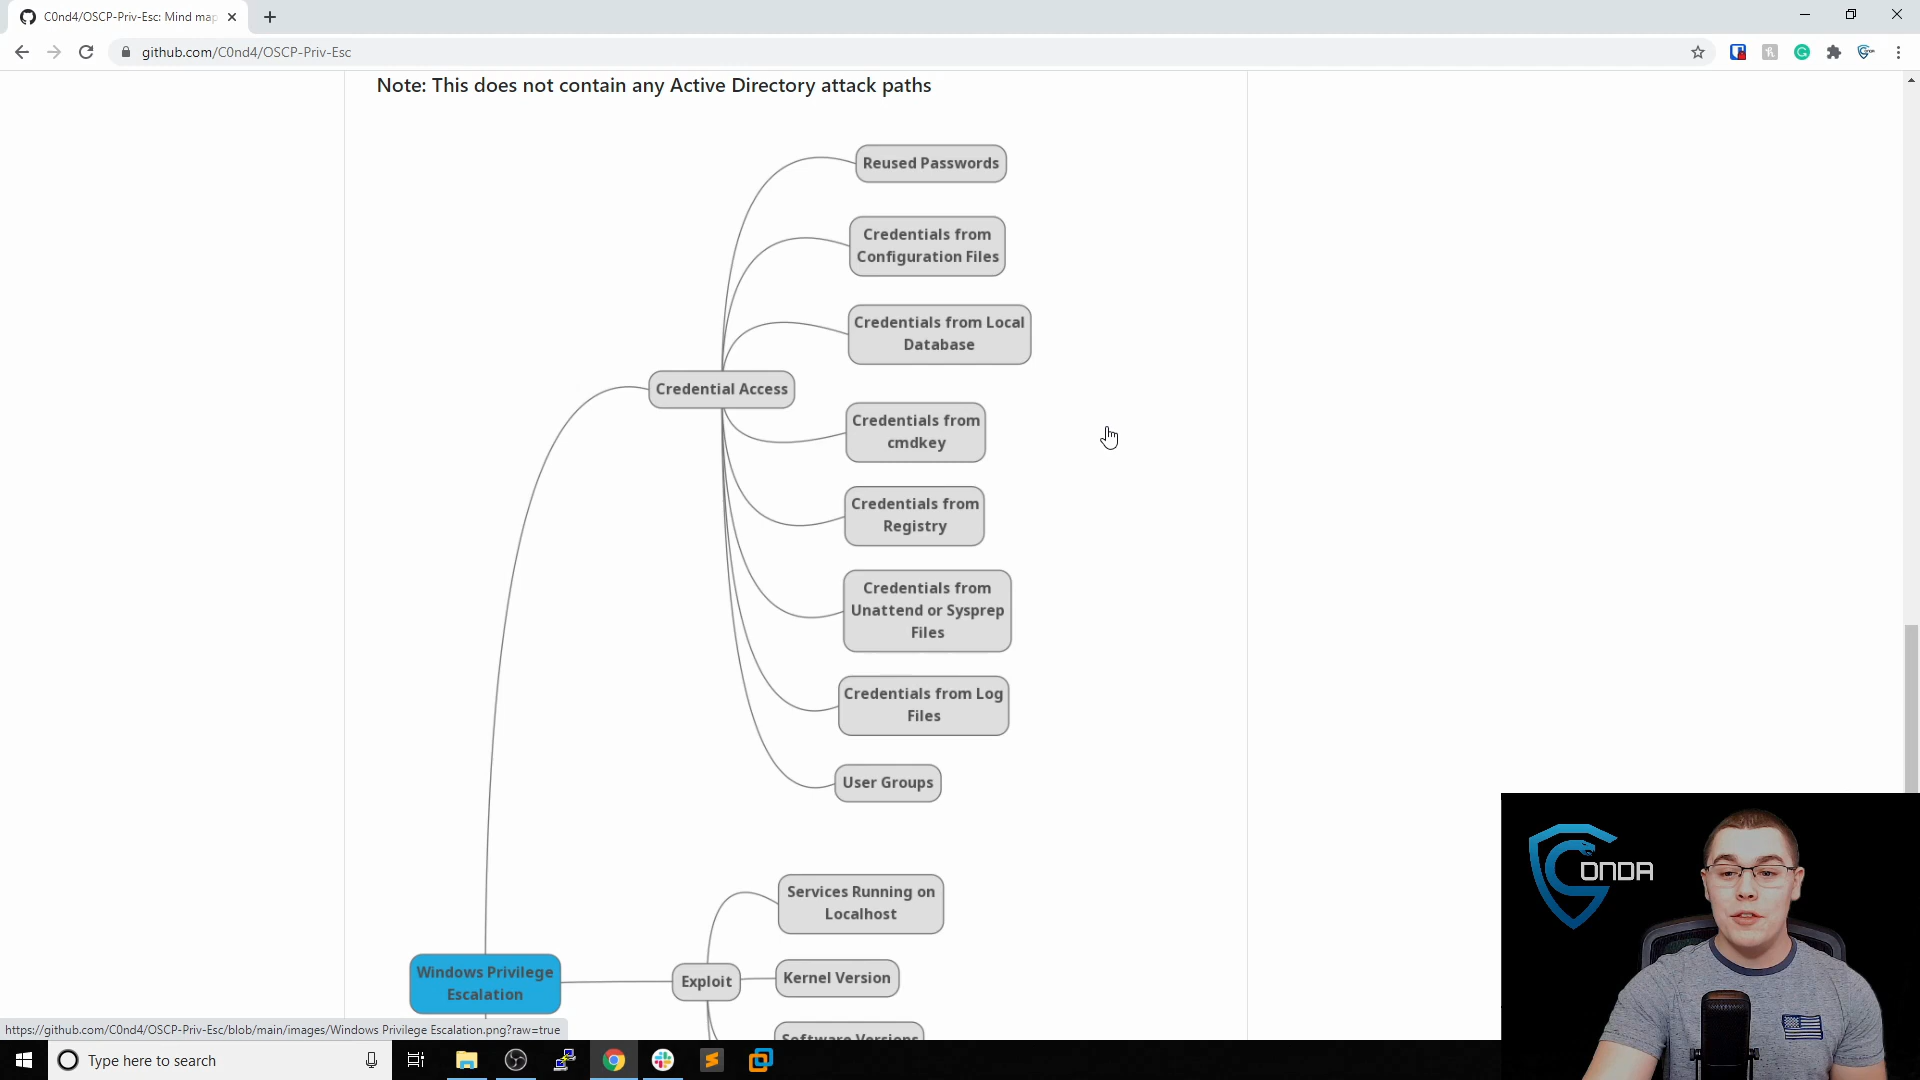 C0nd4/OSCP-Priv-Esc: Mind map
github.com/C0nd4/OSCP-Priv-Esc
Note: This does not contain any Active Directory attack paths
Reused Passwords
Credentials from
Configuration Files
Credentials from Local
Database
Credential Access
Credentials from
cmdkey
Credentials from
Registry
Credentials from
Unattend or Sysprep
Files
Credentials from Log
Files
User Groups
Services Running on
Localhost
Windows Privilege
Escalation
Exploit
Kernel Version
Software Versions
https://github.com/C0nd4/OSCP-Priv-Esc/blob/main/images/Windows Privilege Escalation.png?raw=true
Type here to search
CONDA